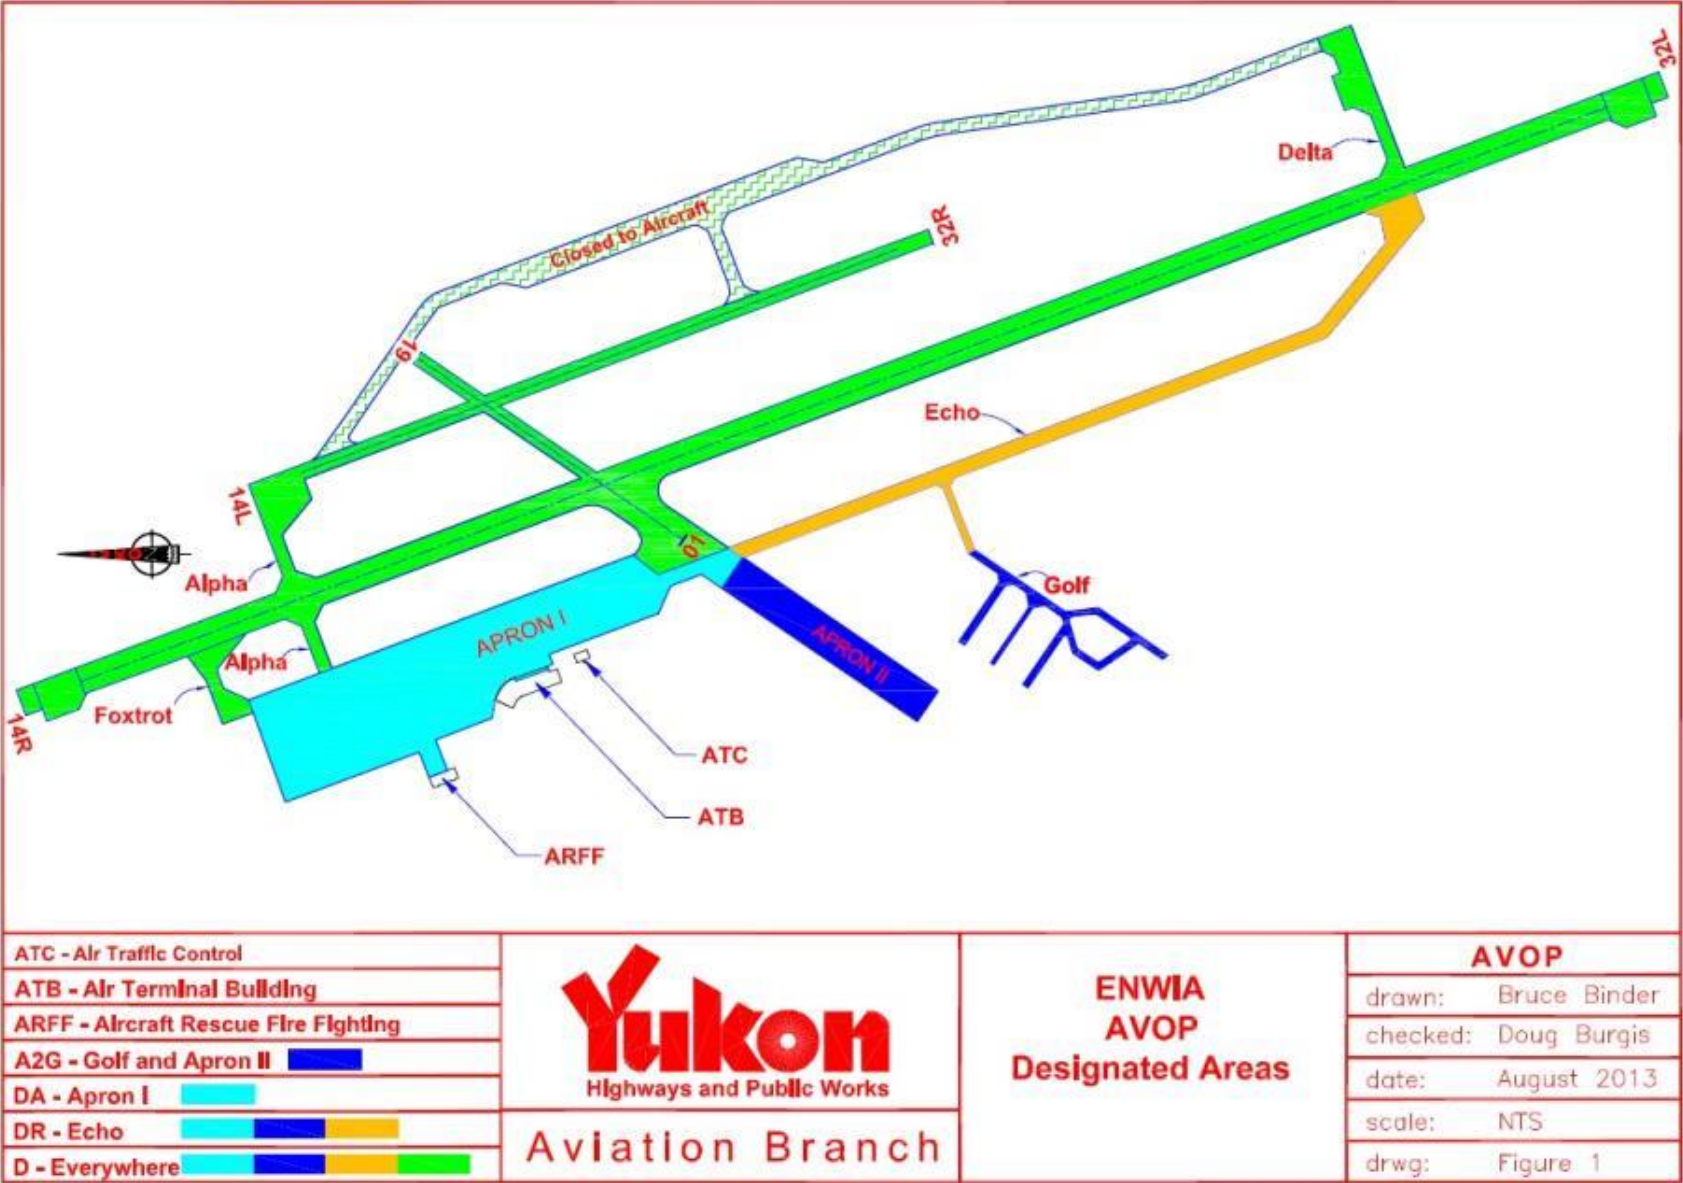 32L
Delta
32R
Closed to Aircraft
19
Echo
14L
01
Alpha
Golf
APRON I
APRON II
Alpha
Foxtrot
14R
ATC
ATB
ARFF
ATC - Air Traffic Control
ATB - Air Terminal Building
ARFF - Aircraft Rescue Fire Fighting
A2G - Golf and Apron II
DA - Apron I
DR - Echo
D - Everywhere
Yukon
Highways and Public Works
Aviation Branch
ENWIA
AVOP
Designated Areas
AVOP
drawn: Bruce Binder
checked: Doug Burgis
date: August 2013
scale: NTS
drwg: Figure 1